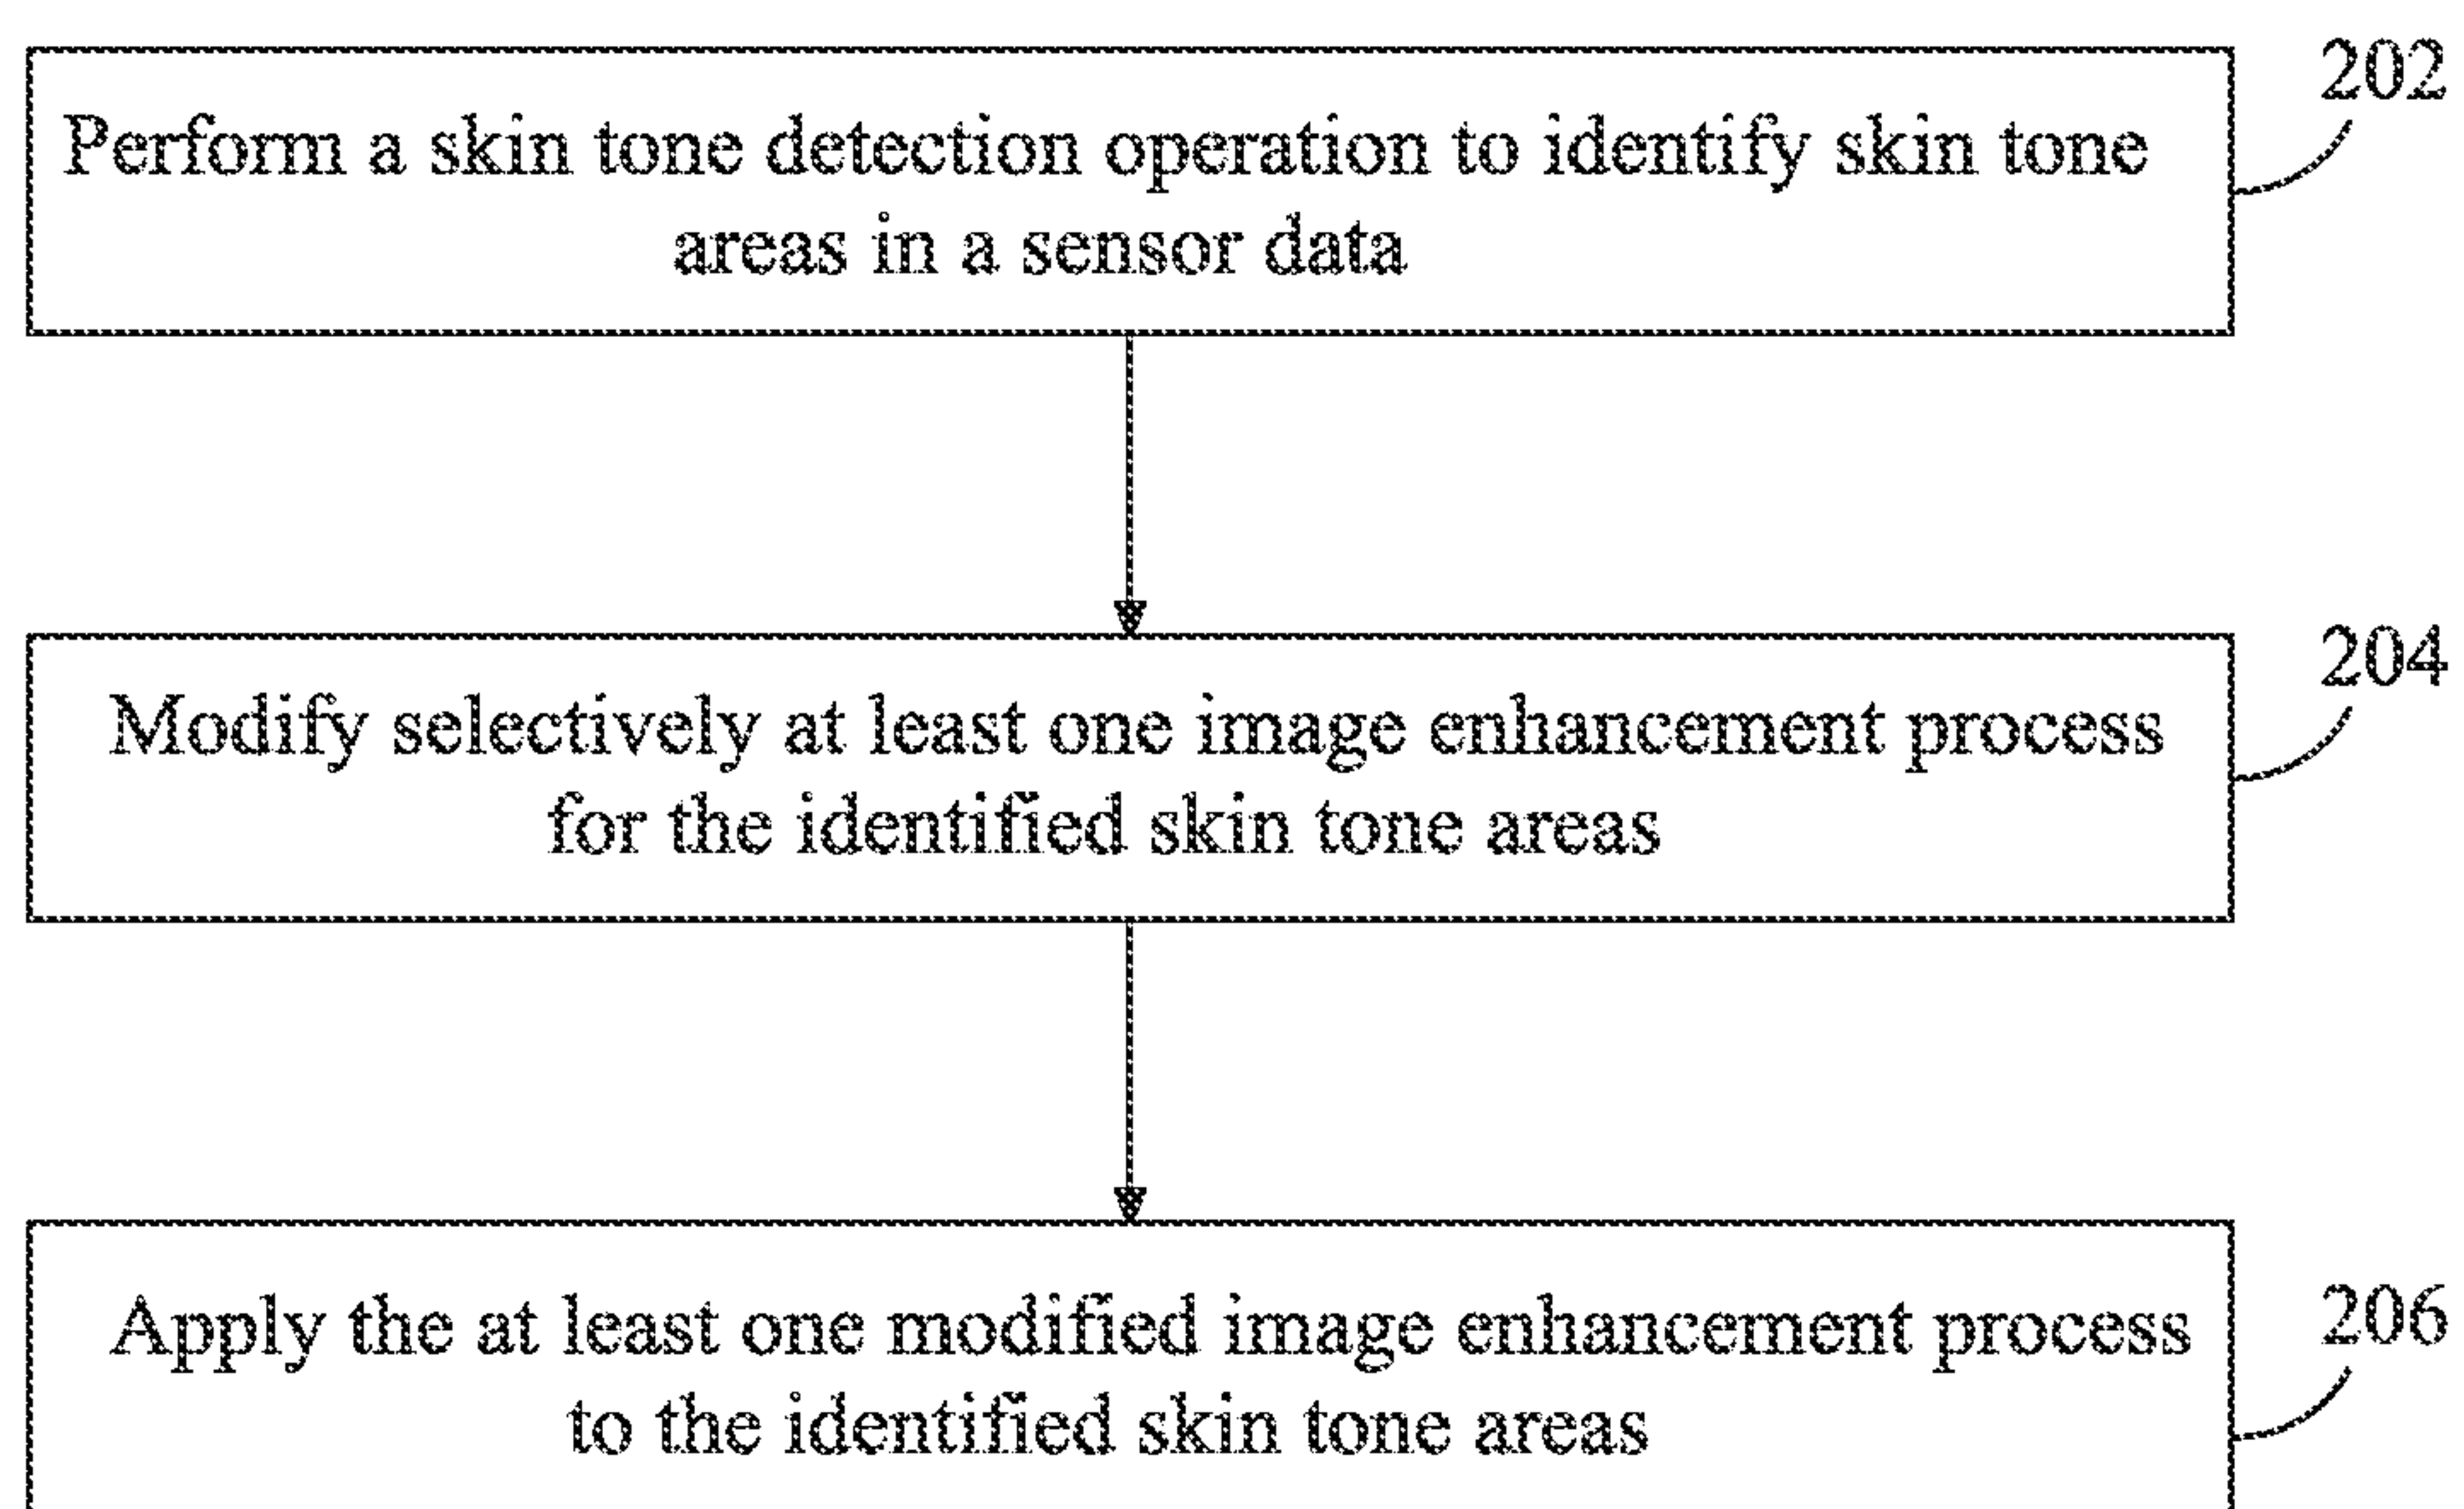 202
Perform a skin tone detection operation to identify skin tone
areas in a sensor data
204
Modify selectively at least one image enhancement process
for the identified skin tone areas
206
Apply the at least one modified image enhancement process
to the identified skin tone areas